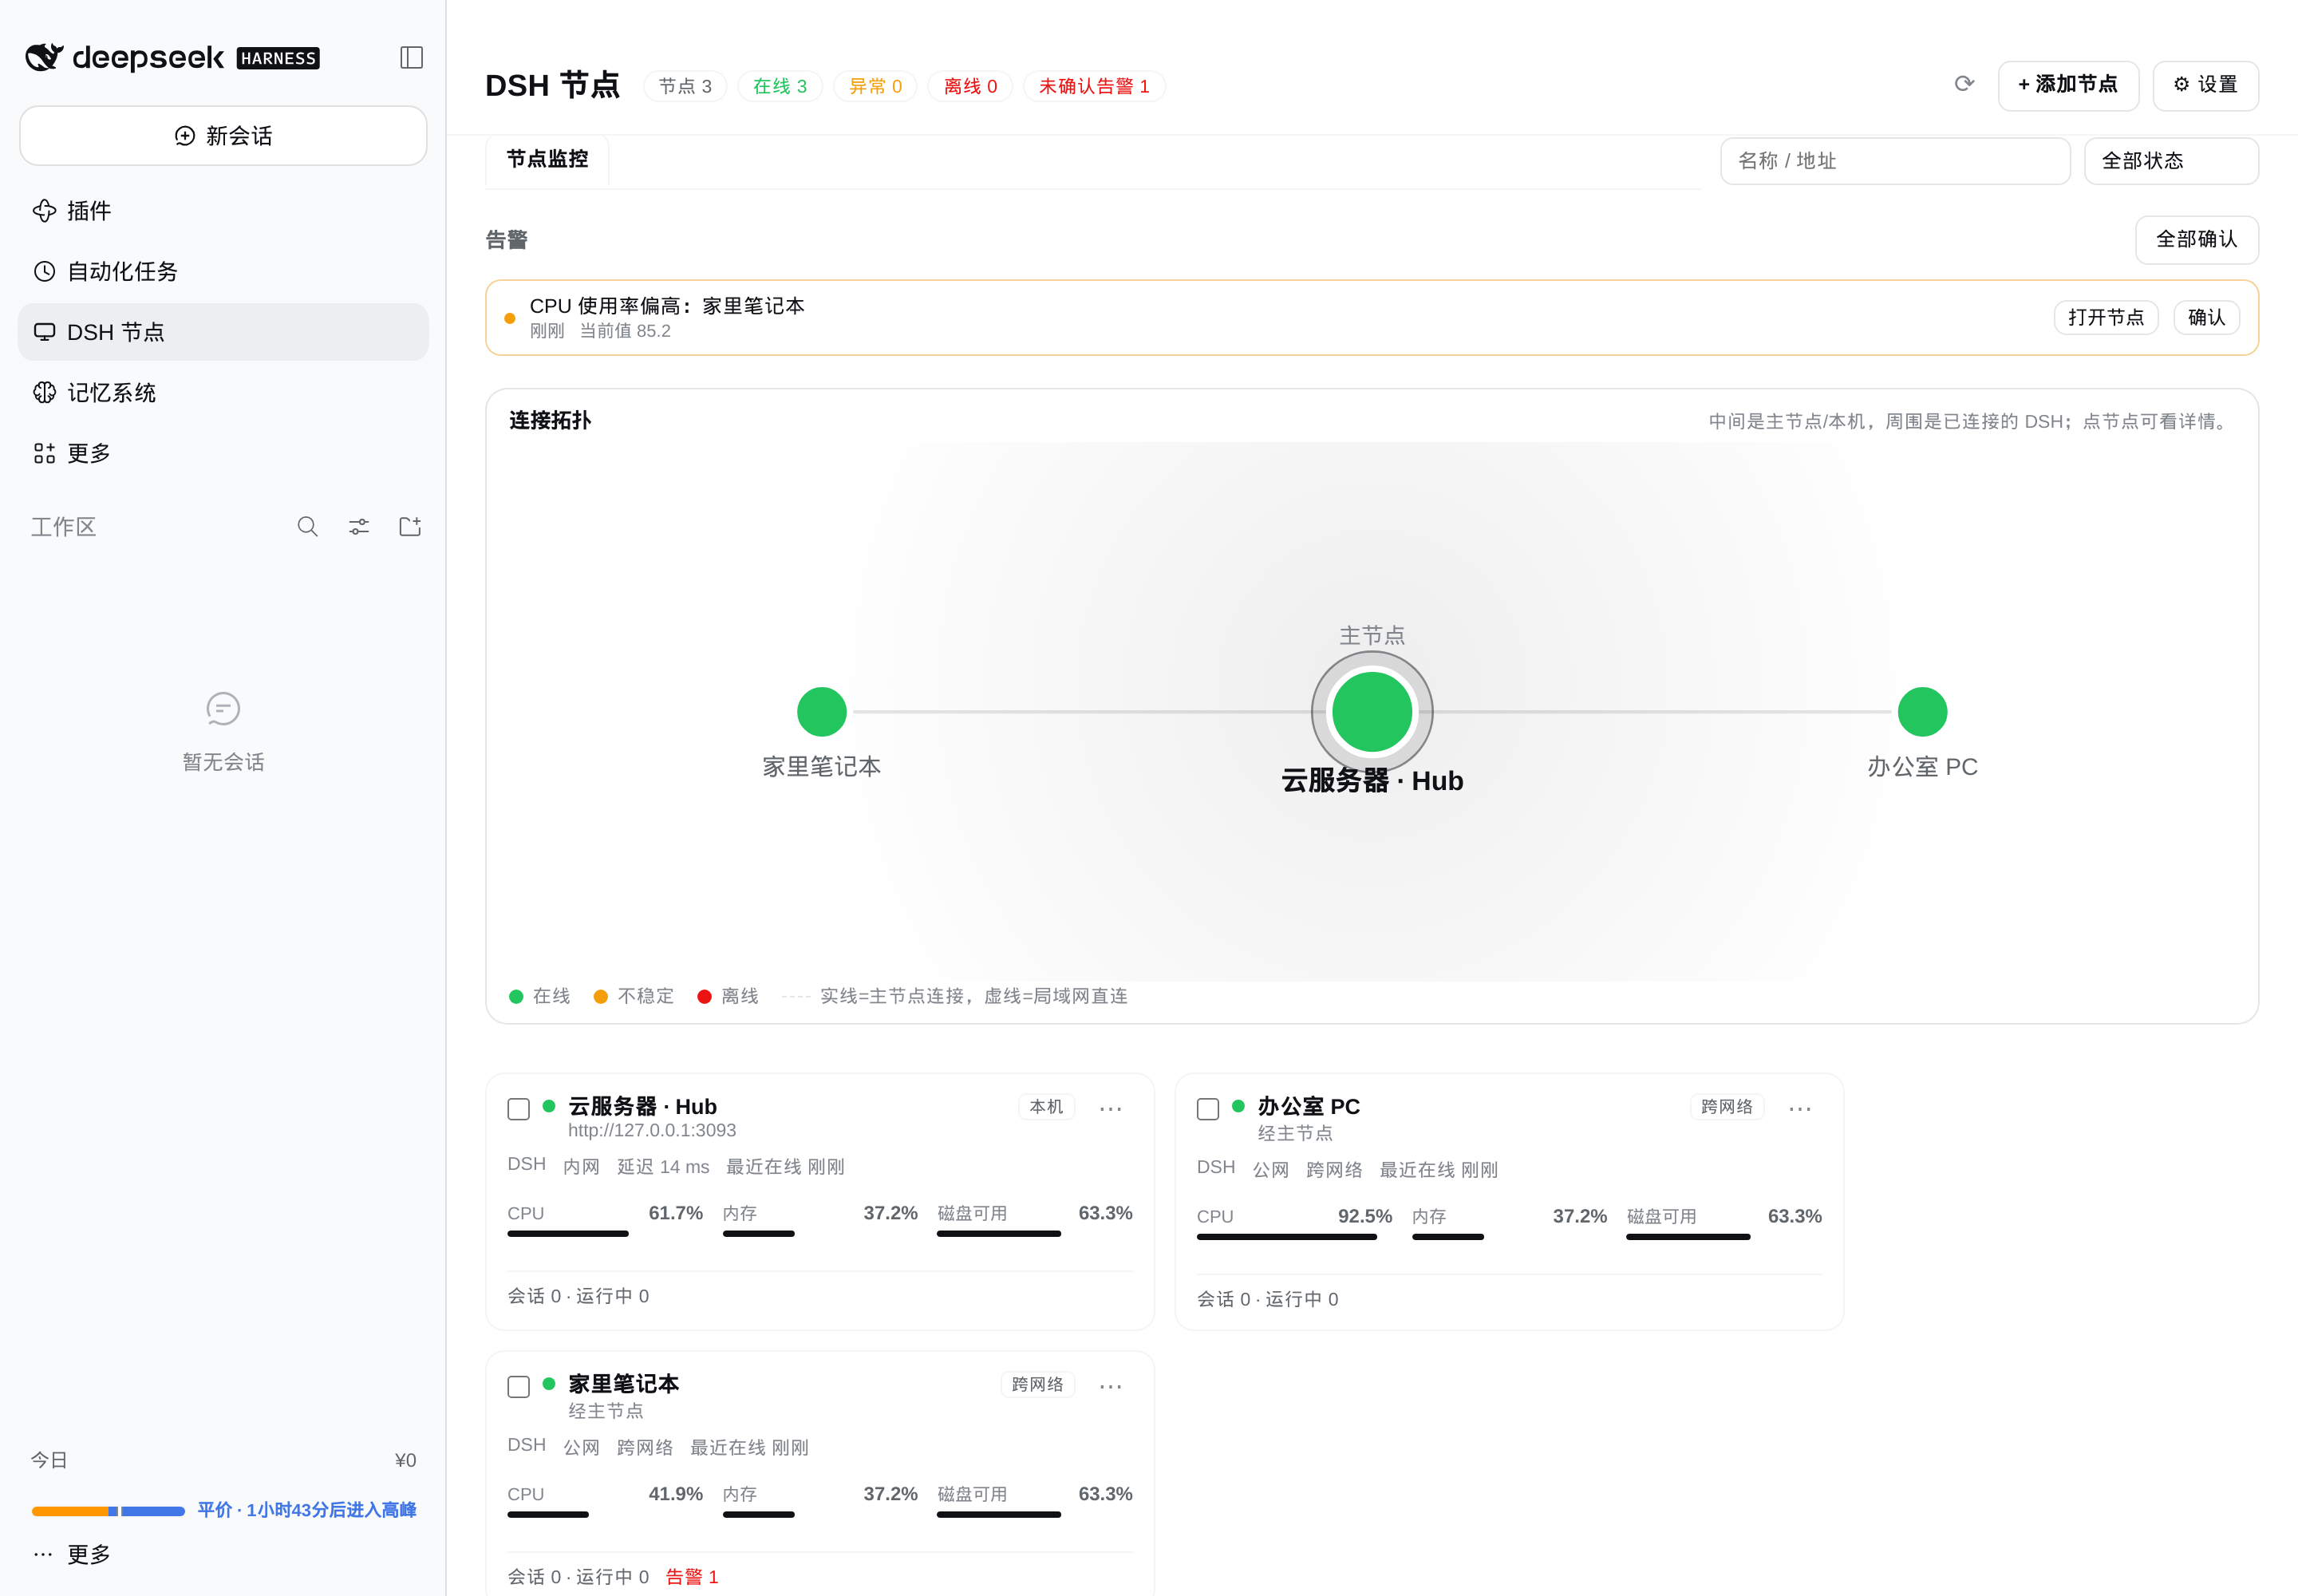 deepseek HARNESS
新会话
插件
自动化任务
DSH 节点
记忆系统
更多
工作区
暂无会话
今日 ¥0
平价 · 1小时43分后进入高峰
更多
DSH 节点 节点 3 在线 3 异常 0 离线 0 未确认告警 1
+ 添加节点 设置
节点监控 名称 / 地址 全部状态
告警 全部确认
CPU 使用率偏高：家里笔记本
刚刚 当前值 85.2
打开节点 确认
连接拓扑 中间是主节点/本机，周围是已连接的 DSH；点节点可看详情。
主节点
家里笔记本 云服务器 · Hub 办公室 PC
在线 不稳定 离线 实线=主节点连接，虚线=局域网直连
云服务器 · Hub 本机
http://127.0.0.1:3093
DSH 内网 延迟 14 ms 最近在线 刚刚
CPU 61.7% 内存 37.2% 磁盘可用 63.3%
会话 0 · 运行中 0
办公室 PC 跨网络
经主节点
DSH 公网 跨网络 最近在线 刚刚
CPU 92.5% 内存 37.2% 磁盘可用 63.3%
会话 0 · 运行中 0
家里笔记本 跨网络
经主节点
DSH 公网 跨网络 最近在线 刚刚
CPU 41.9% 内存 37.2% 磁盘可用 63.3%
会话 0 · 运行中 0 告警 1